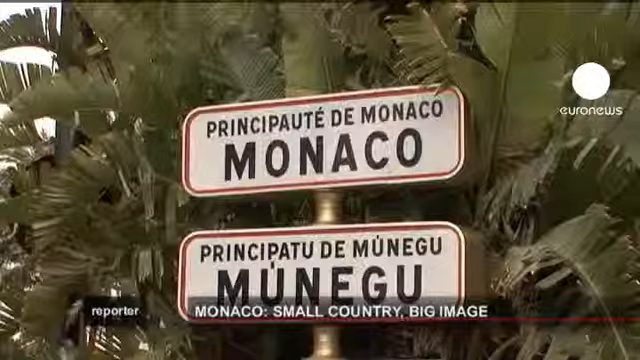 PRINCIPAUTÉ DE MONACO
MONACO
euronews
PRINCIPATU DE MÚNEGU
MÚNEGU
reporter
MONACO: SMALL COUNTRY, BIG IMAGE